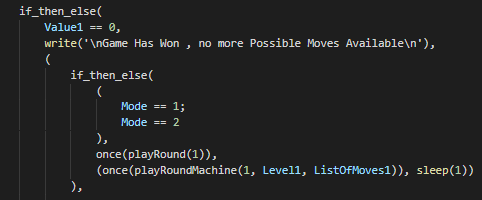 if_then_else(
    Value1 == 0,
    write('\nGame Has Won , no more Possible Moves Available\n'),
    (
        if_then_else(
            (
                Mode == 1;
                Mode == 2
            ),
            once(playRound(1)),
            (once(playRoundMachine(1, Level1, ListOfMoves1)), sleep(1))
        ),